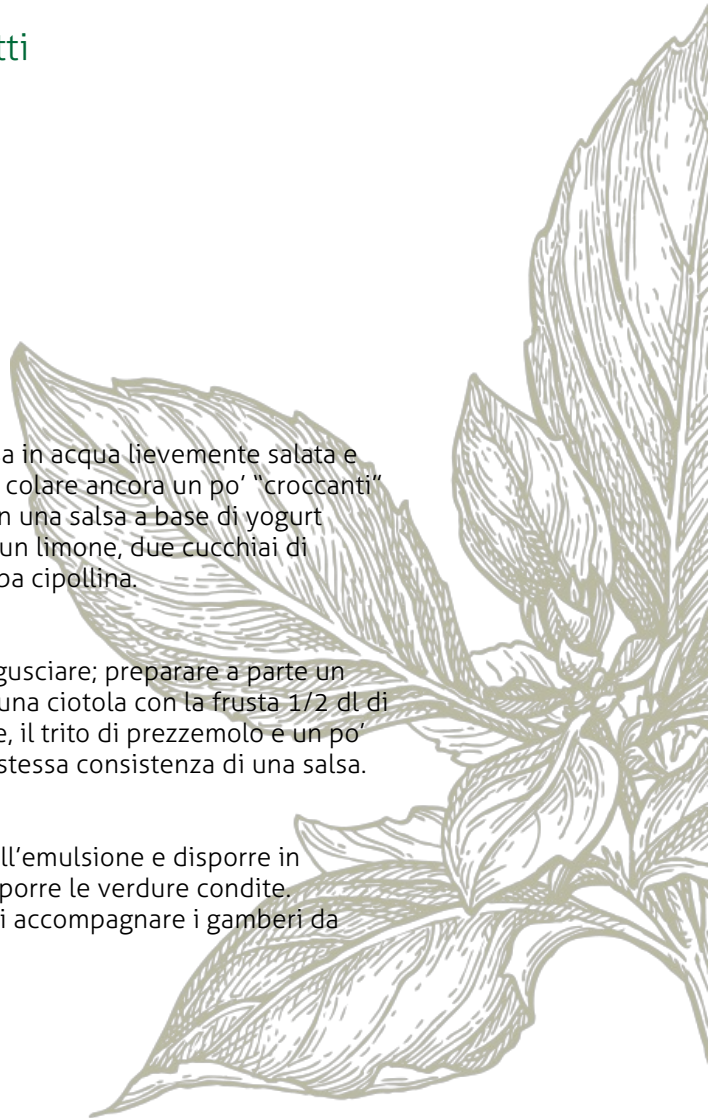 tti
a in acqua lievemente salata e
colare ancora un po’ “croccanti”
n una salsa a base di yogurt
un limone, due cucchiai di
ba cipollina.
gusciare; preparare a parte un
una ciotola con la frusta 1/2 dl di
e, il trito di prezzemolo e un po’
stessa consistenza di una salsa.
ll’emulsione e disporre in
porre le verdure condite.
i accompagnare i gamberi da